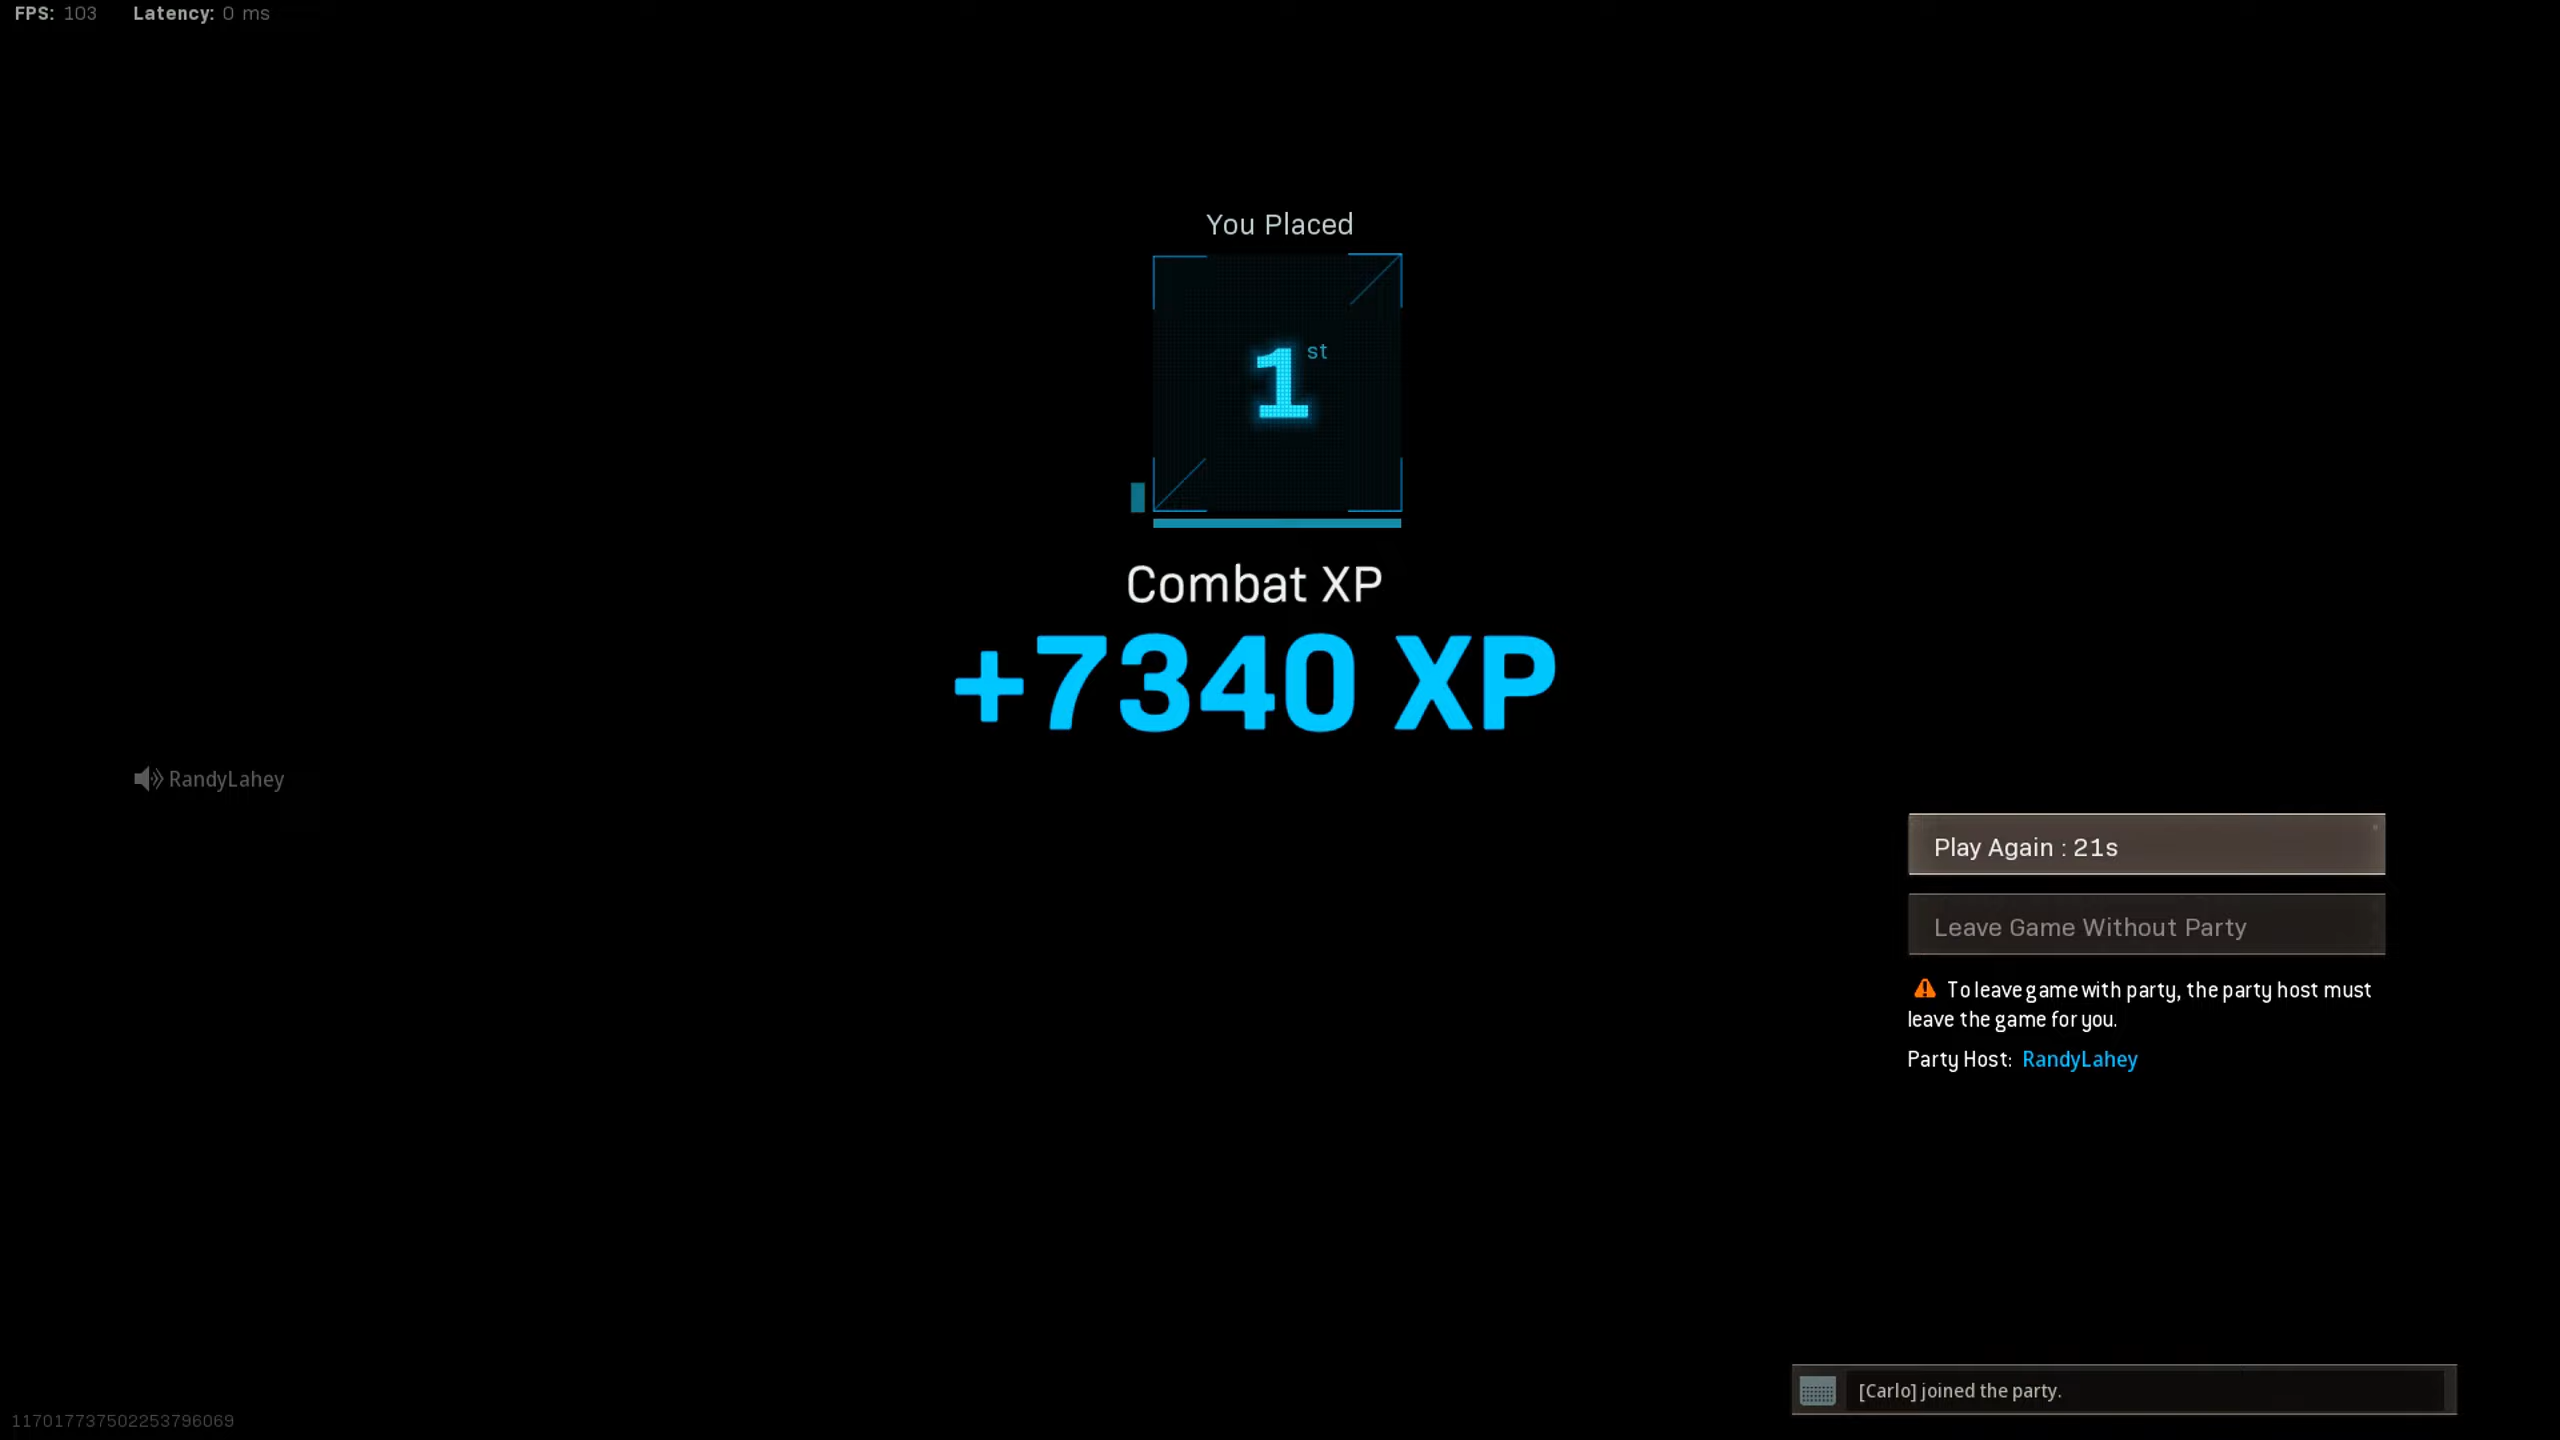 FPS: 103 Latency: 0 ms
You Placed
1st
Combat XP
+7340 XP
RandyLahey
Play Again : 21s
Leave Game Without Party
To leave game with party, the party host must
leave the game for you.
Party Host: RandyLahey
[Carlo] joined the party.
117017737502253796069